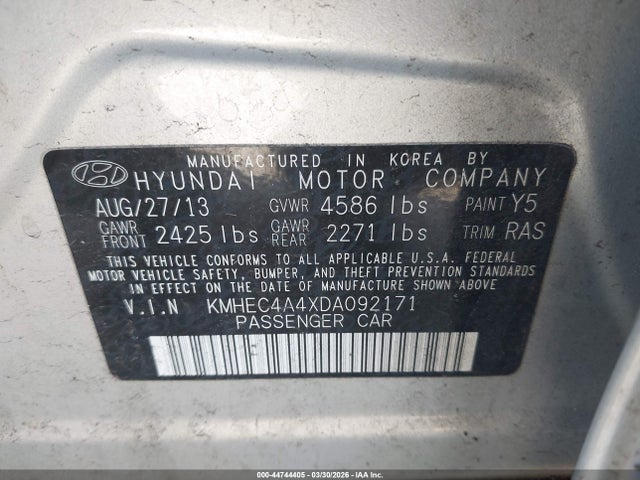 MANUFACTURED IN KOREA BY
HYUNDAI MOTOR COMPANY
AUG/27/13 GVWR 4586 lbs PAINT Y5
GAWR FRONT 2425 lbs GAWR REAR 2271 lbs TRIM RAS
THIS VEHICLE CONFORMS TO ALL APPLICABLE U.S.A. FEDERAL
MOTOR VEHICLE SAFETY, BUMPER, AND THEFT PREVENTION STANDARDS
IN EFFECT ON THE DATE OF MANUFACTURE SHOWN ABOVE
V.I.N KMHEC4A4XDA092171
PASSENGER CAR
000-44744405 - 03/30/2026 - IAAI.COM